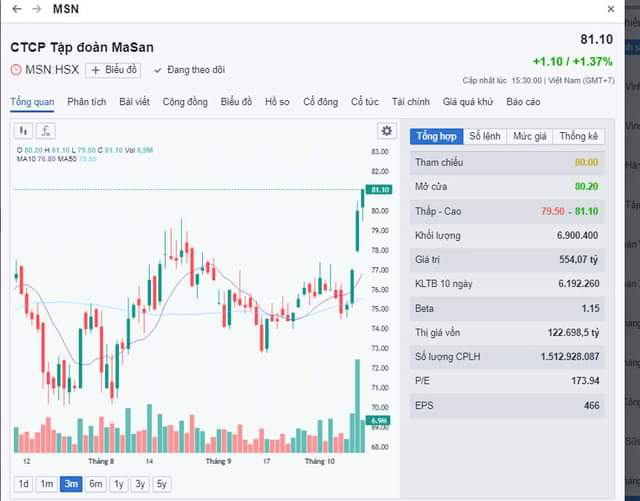 MSN
CTCP Tập đoàn MaSan
81.10
MSN:HSX
Biểu đồ
Đang theo dõi
+1.10 / +1.37%
Cập nhật lúc 15:30:00 | Việt Nam (GMT+7)
Tổng quan Phân tích Bài viết Cộng đồng Biểu đồ Hồ sơ Cổ đông Cổ tức Tài chính Giá quá khứ Báo cáo
O 80.20 H 81.10 L 79.50 C 81.10 Vol 6,9M
MA10 76.80 MA50 75.55
83.00
81.10
80.00
79.00
78.00
77.00
76.00
75.00
74.00
73.00
72.00
71.00
70.00
6,9M
68.00
12 Tháng 8 14 Tháng 9 17 Tháng 10
1d 1m 3m 6m 1y 3y 5y
Tổng hợp Sổ lệnh Mức giá Thống kê
Tham chiếu 80.00
Mở cửa 80.20
Thấp - Cao 79.50 - 81.10
Khối lượng 6.900.400
Giá trị 554,07 tỷ
KLTB 10 ngày 6.192.260
Beta 1.15
Thị giá vốn 122.698,5 tỷ
Số lượng CPLH 1.512.928.087
P/E 173.94
EPS 466